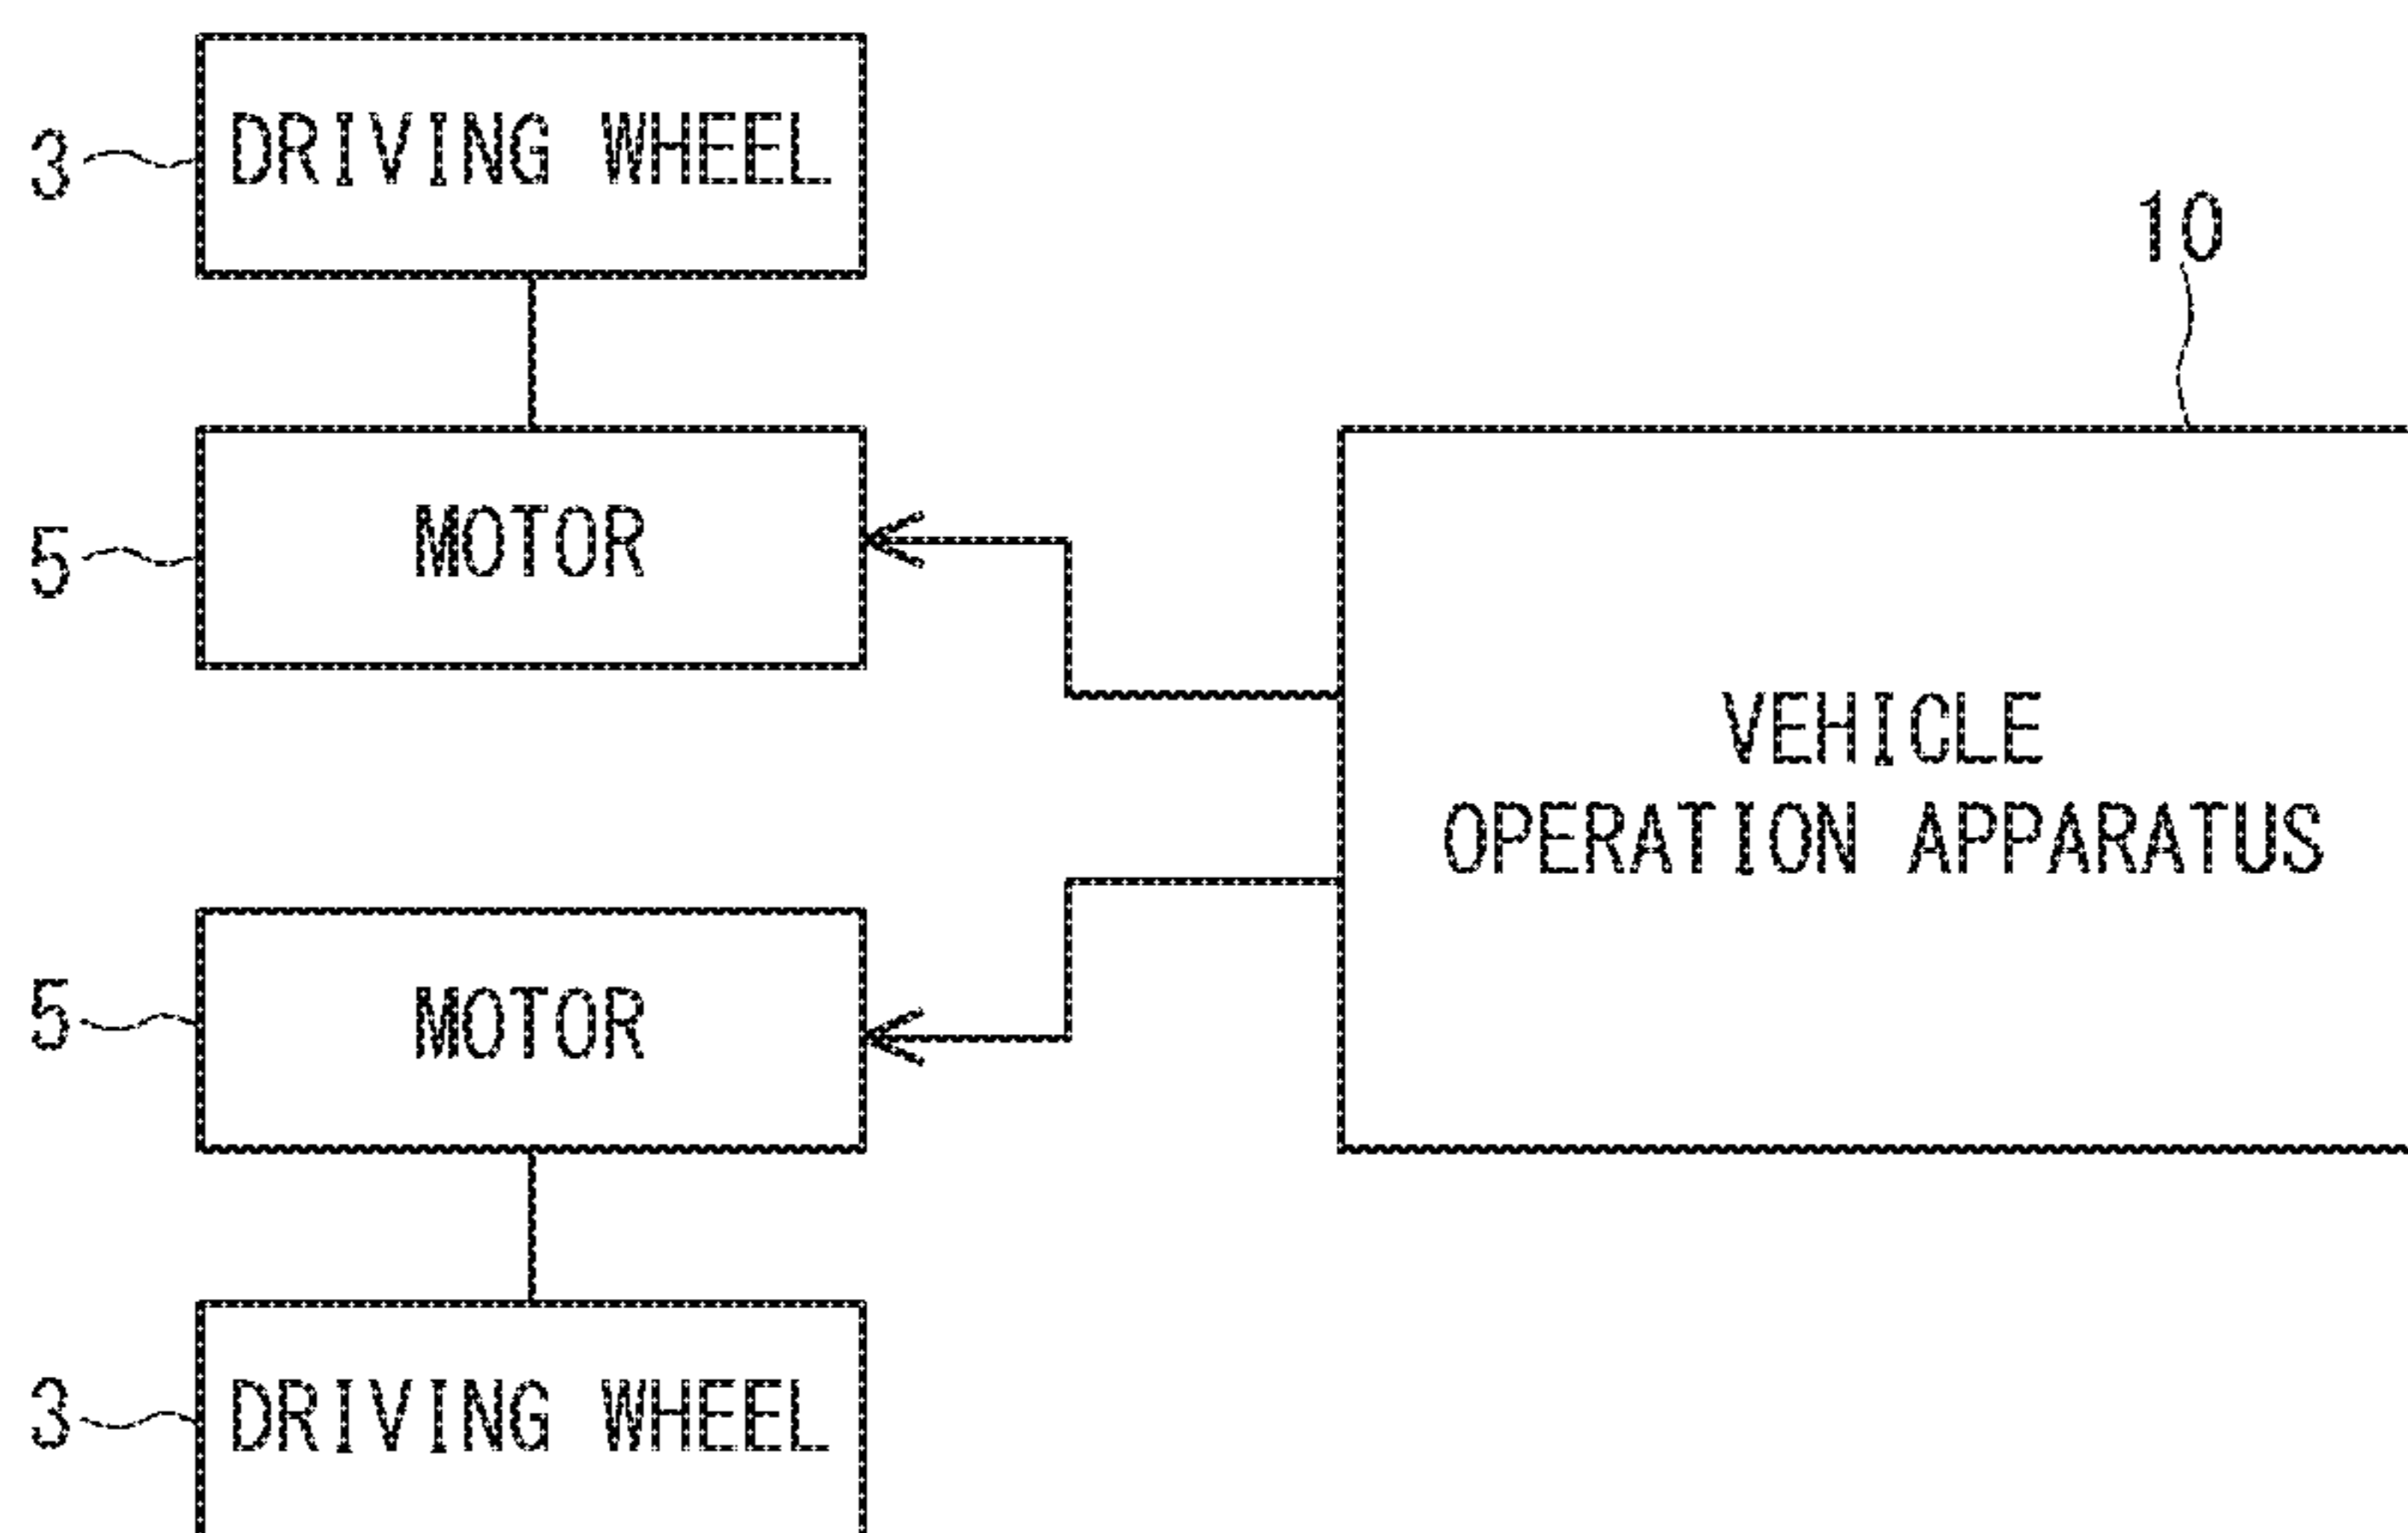 3 DRIVING WHEEL
10
5 MOTOR
VEHICLE
OPERATION APPARATUS
5 MOTOR
3 DRIVING WHEEL